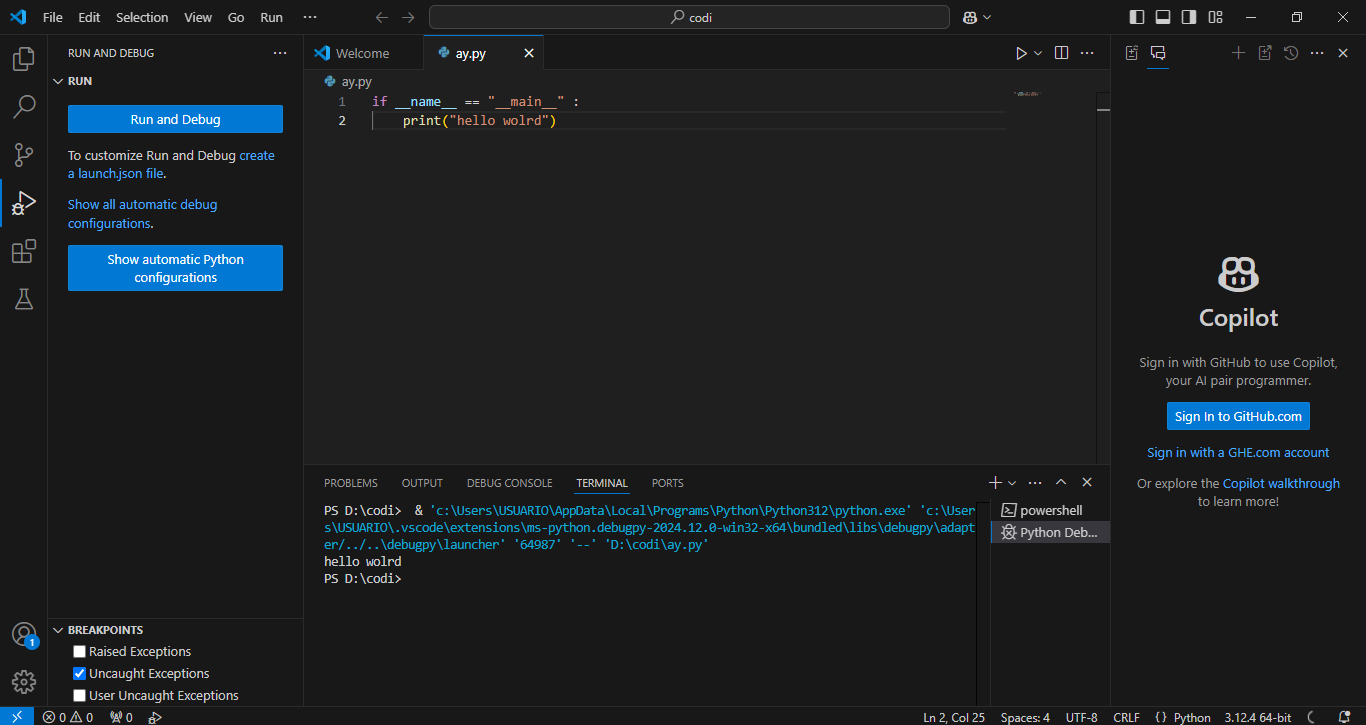 File Edit Selection View Go Run ··· codi
RUN AND DEBUG ···
RUN
Run and Debug
To customize Run and Debug create
a launch.json file.
Show all automatic debug
configurations.
Show automatic Python
configurations
Welcome ay.py
ay.py
1 if __name__ == "__main__" :
2 print("hello wolrd")
PROBLEMS OUTPUT DEBUG CONSOLE TERMINAL PORTS
PS D:\codi> & 'c:\Users\USUARIO\AppData\Local\Programs\Python\Python312\python.exe' 'c:\User
s\USUARIO\.vscode\extensions\ms-python.debugpy-2024.12.0-win32-x64\bundled\libs\debugpy\adapt
er/../..\debugpy\launcher' '64987' '--' 'D:\codi\ay.py'
hello wolrd
PS D:\codi>
powershell
Python Deb...
Copilot
Sign in with GitHub to use Copilot,
your AI pair programmer.
Sign In to GitHub.com
Sign in with a GHE.com account
Or explore the Copilot walkthrough
to learn more!
BREAKPOINTS
Raised Exceptions
Uncaught Exceptions
User Uncaught Exceptions
1
0 0 0 Ln 2, Col 25 Spaces: 4 UTF-8 CRLF {} Python 3.12.4 64-bit